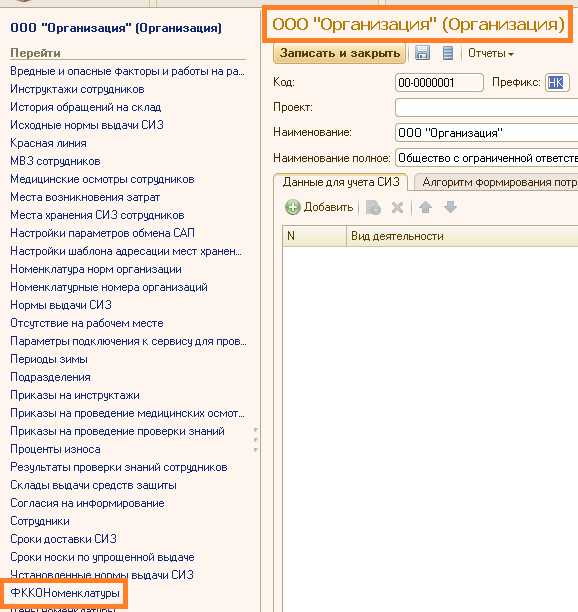 ООО "Организация" (Организация)
Перейти
Вредные и опасные факторы и работы на ра...
Инструктажи сотрудников
История обращений на склад
Исходные нормы выдачи СИЗ
Красная линия
МВЗ сотрудников
Медицинские осмотры сотрудников
Места возникновения затрат
Места хранения СИЗ сотрудников
Настройки параметров обмена САП
Настройки шаблона адресации мест хранен...
Номенклатура норм организации
Номенклатурные номера организаций
Нормы выдачи СИЗ
Отсутствие на рабочем месте
Параметры подключения к сервису для пров...
Периоды зимы
Подразделения
Приказы на инструктажи
Приказы на проведение медицинских осмот...
Приказы на проведение проверки знаний
Проценты износа
Результаты проверки знаний сотрудников
Склады выдачи средств защиты
Согласия на информирование
Сотрудники
Сроки доставки СИЗ
Сроки носки по упрощенной выдаче
Установленные нормы выдачи СИЗ
ФККОНоменклатуры
Цены номенклатуры
ООО "Организация" (Организация)
Записать и закрыть Отчеты
Код: 00-0000001 Префикс: НК
Проект:
Наименование: ООО "Организация"
Наименование полное: Общество с ограниченной ответств
Данные для учета СИЗ Алгоритм формирования потр
Добавить
N Вид деятельности